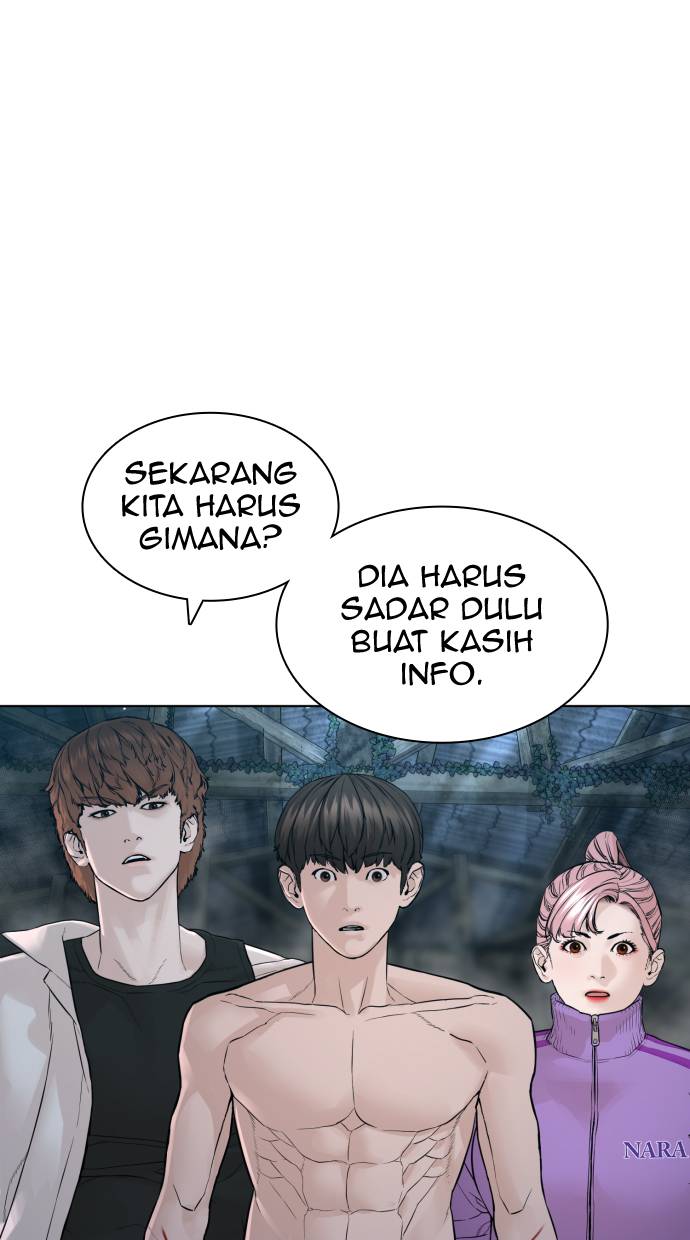 SEKARANG
KITA HARUS
GIMANA?
DIA HARUS
SADAR DULU
BUAT KASIH
INFO.
NARA